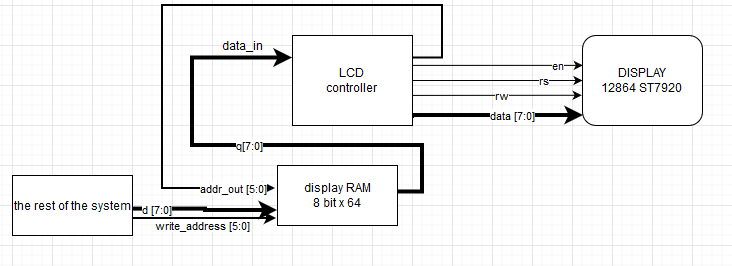 data_in
LCD
controller
en
rs
rw
data [7:0]
DISPLAY
12864 ST7920
q[7:0]
addr_out [5:0]
display RAM
8 bit x 64
the rest of the system
d [7:0]
write_address [5:0]